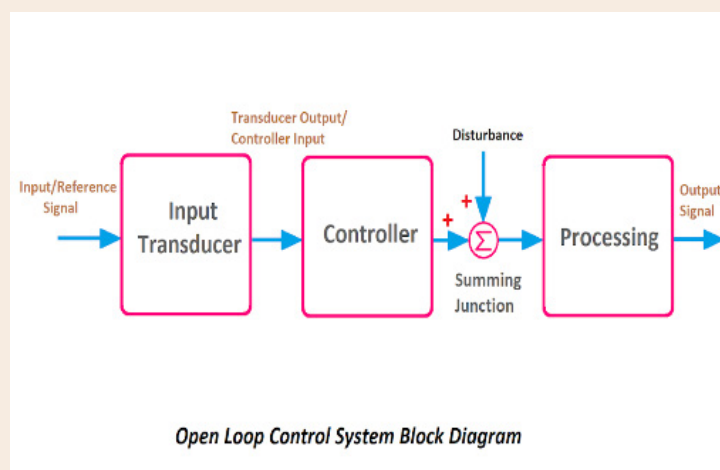 Transducer Output/
Controller Input
Disturbance
Input/Reference
Signal
Input
Transducer
Controller
+
+
Σ
Summing
Junction
Processing
Output
Signal
Open Loop Control System Block Diagram